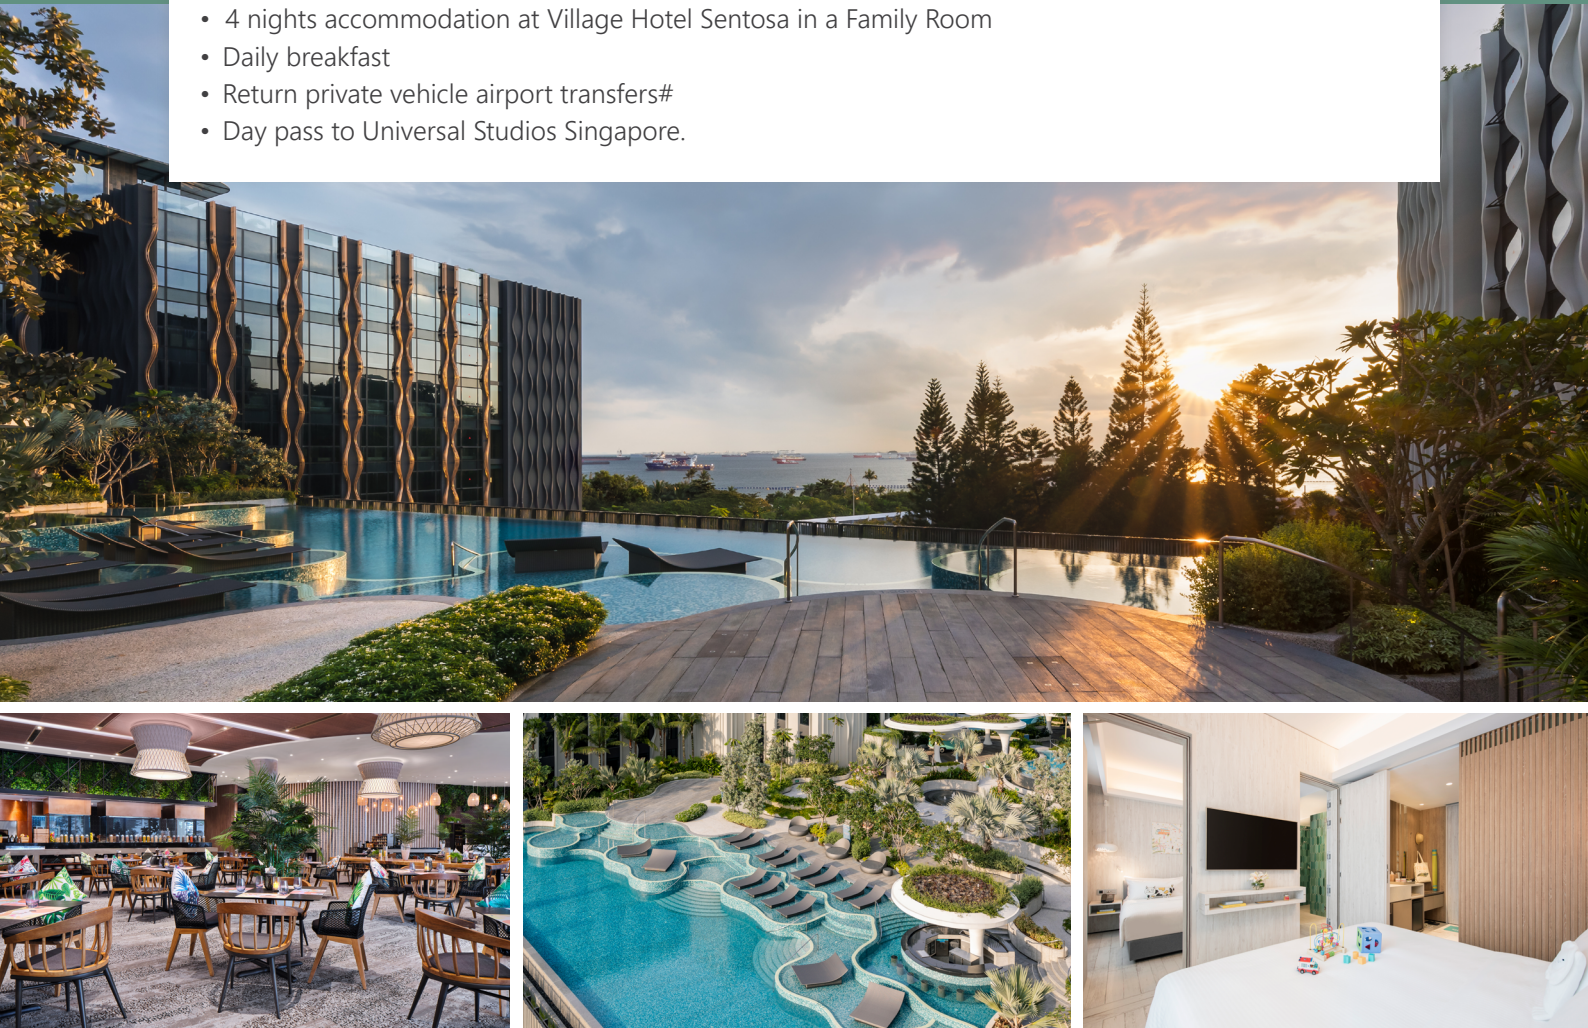 • 4 nights accommodation at Village Hotel Sentosa in a Family Room
• Daily breakfast
• Return private vehicle airport transfers#
• Day pass to Universal Studios Singapore.